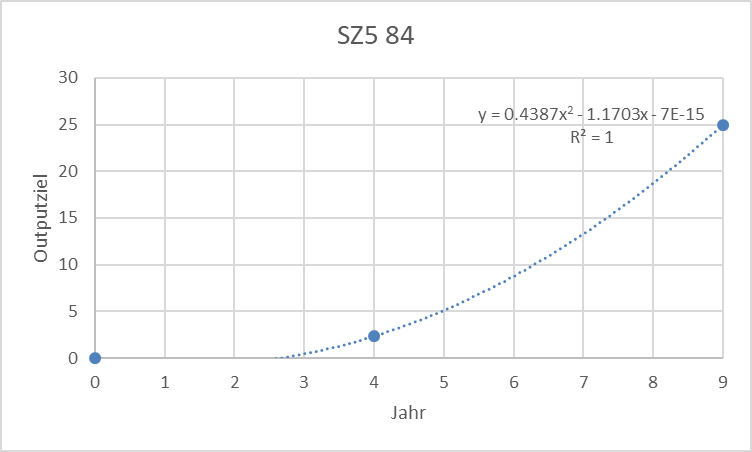 SZ5 84
30
25
20
15
10
5
0
y = 0.4387x² - 1.1703x - 7E-15
R² = 1
Outputziel
0 1 2 3 4 5 6 7 8 9
Jahr